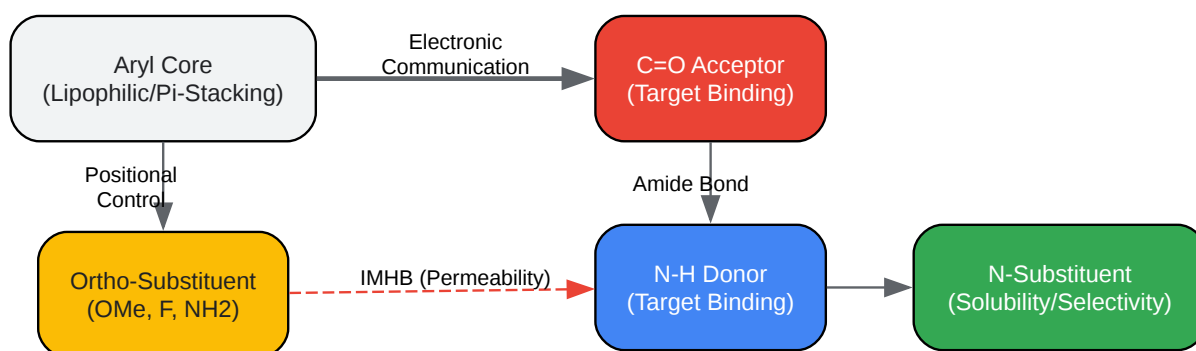 Aryl Core
(Lipophilic/Pi-Stacking)
Electronic
Communication
C=O Acceptor
(Target Binding)
Positional
Control
Amide Bond
Ortho-Substituent
(OMe, F, NH2)
IMHB (Permeability)
N-H Donor
(Target Binding)
N-Substituent
(Solubility/Selectivity)